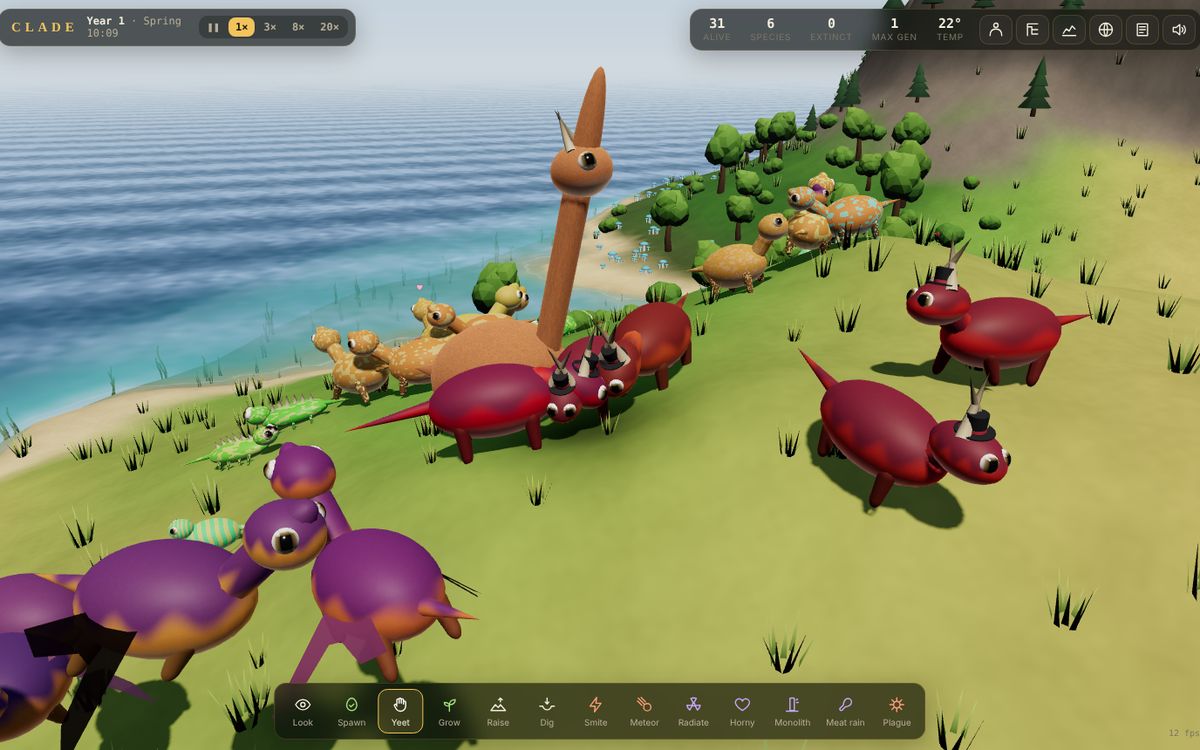 CLADE
Year 1 · Spring
10:09
1× 3× 8× 20×
31 6 0 1 22°
ALIVE SPECIES EXTINCT MAX GEN TEMP
Look Spawn Yeet Grow Raise Dig Smite Meteor Radiate Horny Monolith Meat rain Plague
12 fps